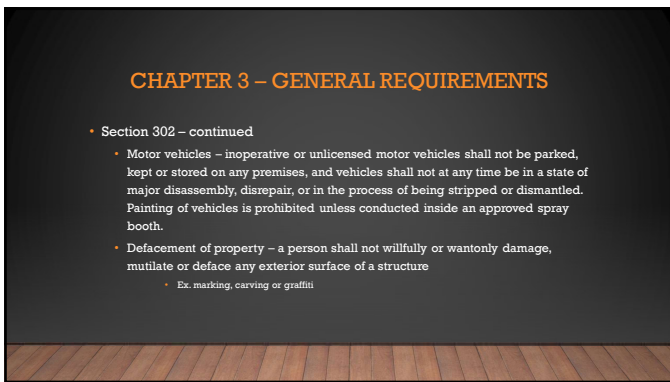 CHAPTER 3 – GENERAL REQUIREMENTS
• Section 302 – continued
• Motor vehicles – inoperative or unlicensed motor vehicles shall not be parked,
kept or stored on any premises, and vehicles shall not at any time be in a state of
major disassembly, disrepair, or in the process of being stripped or dismantled.
Painting of vehicles is prohibited unless conducted inside an approved spray
booth.
• Defacement of property – a person shall not willfully or wantonly damage,
mutilate or deface any exterior surface of a structure
• Ex. marking, carving or graffiti